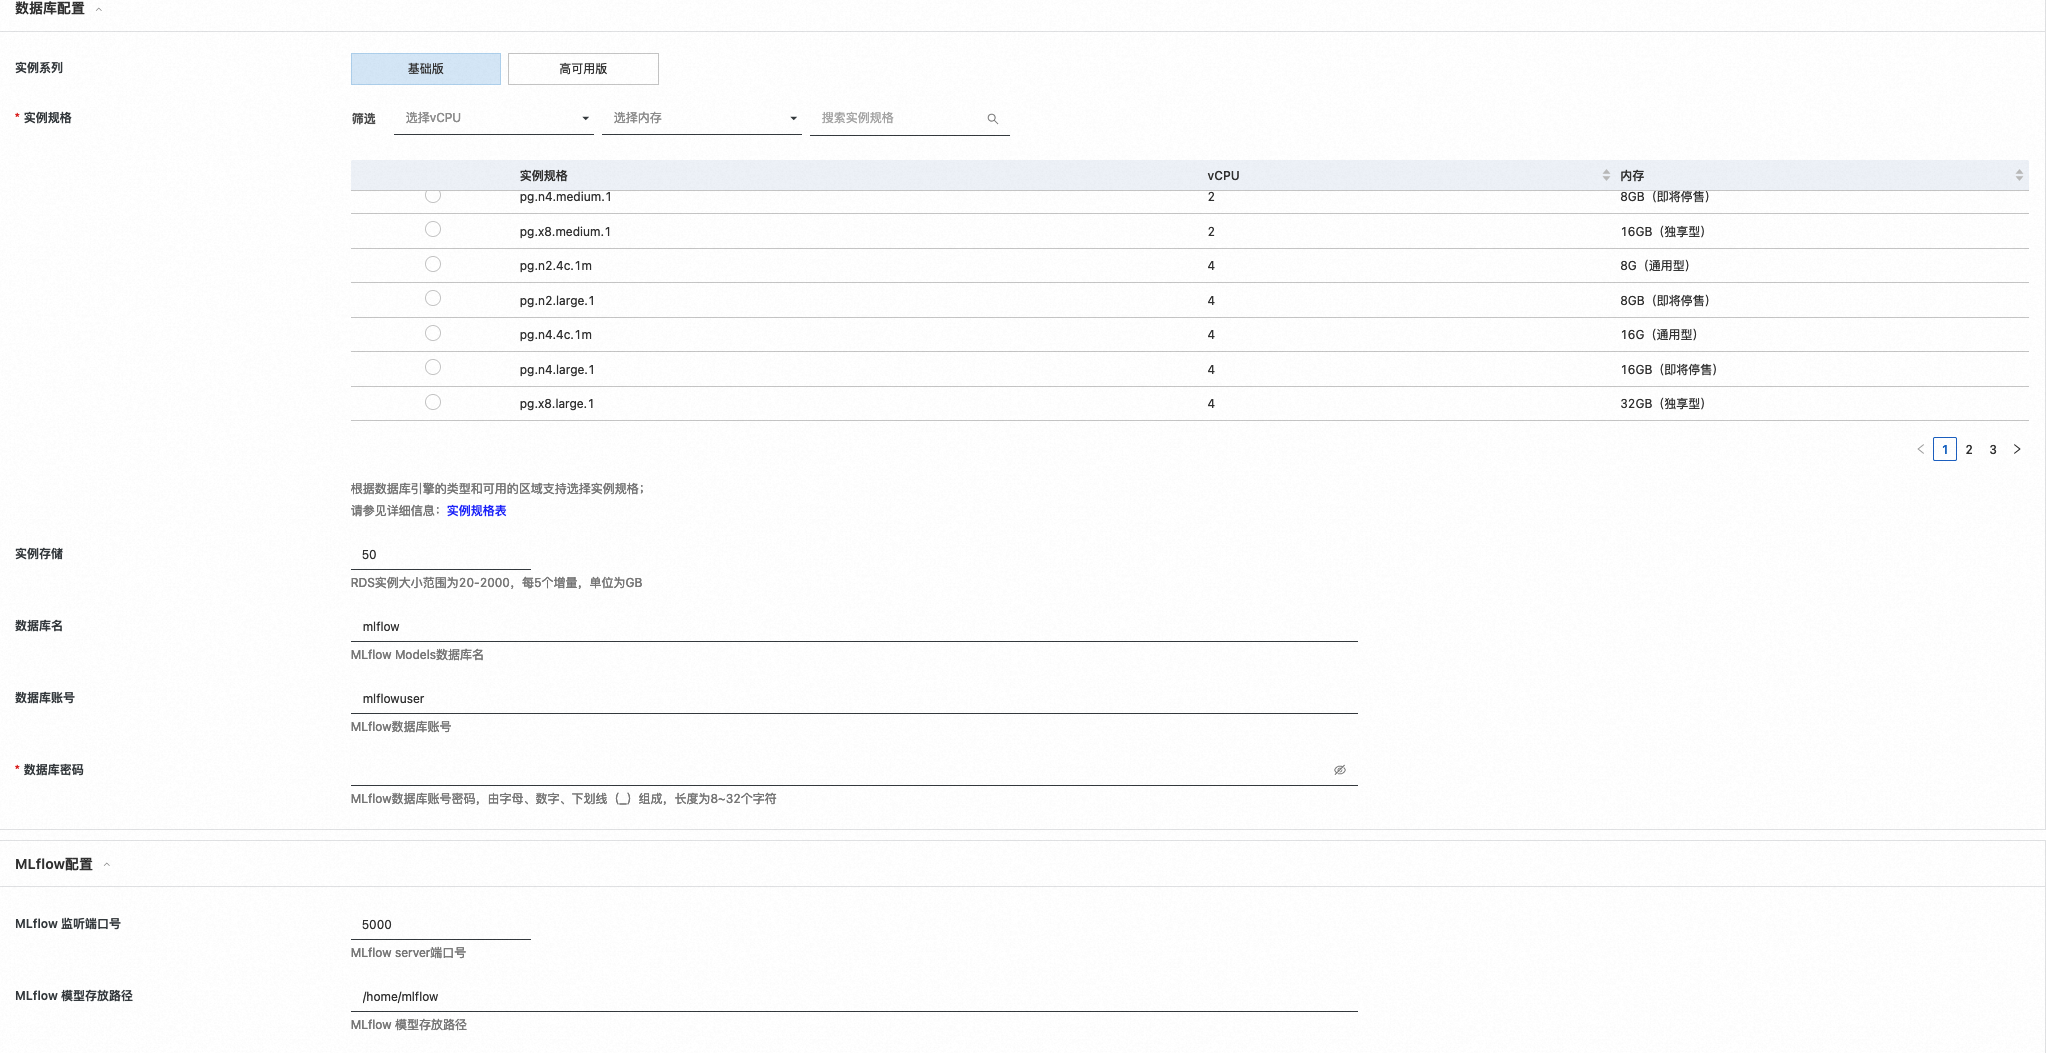 数据库配置
实例系列
基础版
高可用版
* 实例规格
筛选
选择vCPU
选择内存
搜索实例规格
实例规格 vCPU 内存
pg.n4.medium.1 2 8GB（即将停售）
pg.x8.medium.1 2 16GB（独享型）
pg.n2.4c.1m 4 8G（通用型）
pg.n2.large.1 4 8GB（即将停售）
pg.n4.4c.1m 4 16G（通用型）
pg.n4.large.1 4 16GB（即将停售）
pg.x8.large.1 4 32GB（独享型）
1 2 3
根据数据库引擎的类型和可用的区域支持选择实例规格；
请参见详细信息：实例规格表
实例存储
50
RDS实例大小范围为20-2000，每5个增量，单位为GB
数据库名
mlflow
MLflow Models数据库名
数据库账号
mlflowuser
MLflow数据库账号
* 数据库密码
MLflow数据库账号密码，由字母、数字、下划线（_）组成，长度为8~32个字符
MLflow配置
MLflow 监听端口号
5000
MLflow server端口号
MLflow 模型存放路径
/home/mlflow
MLflow 模型存放路径